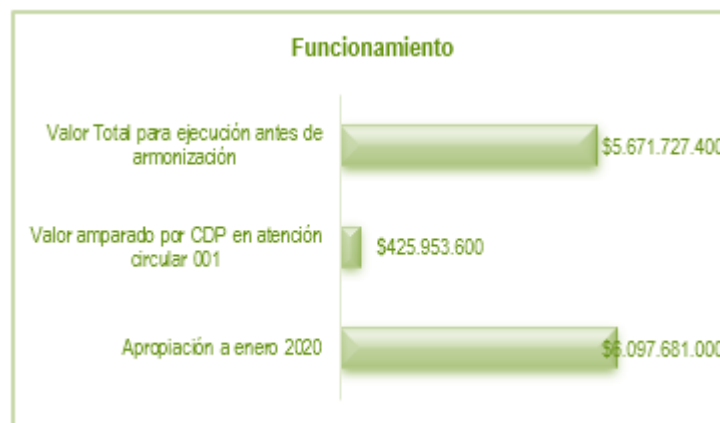 Funcionamiento
Valor Total para ejecución antes de
armonización
$5.671.727.400
Valor amparado por CDP en atención
circular 001
$425.953.600
Apropiación a enero 2020
$6.097.681.000